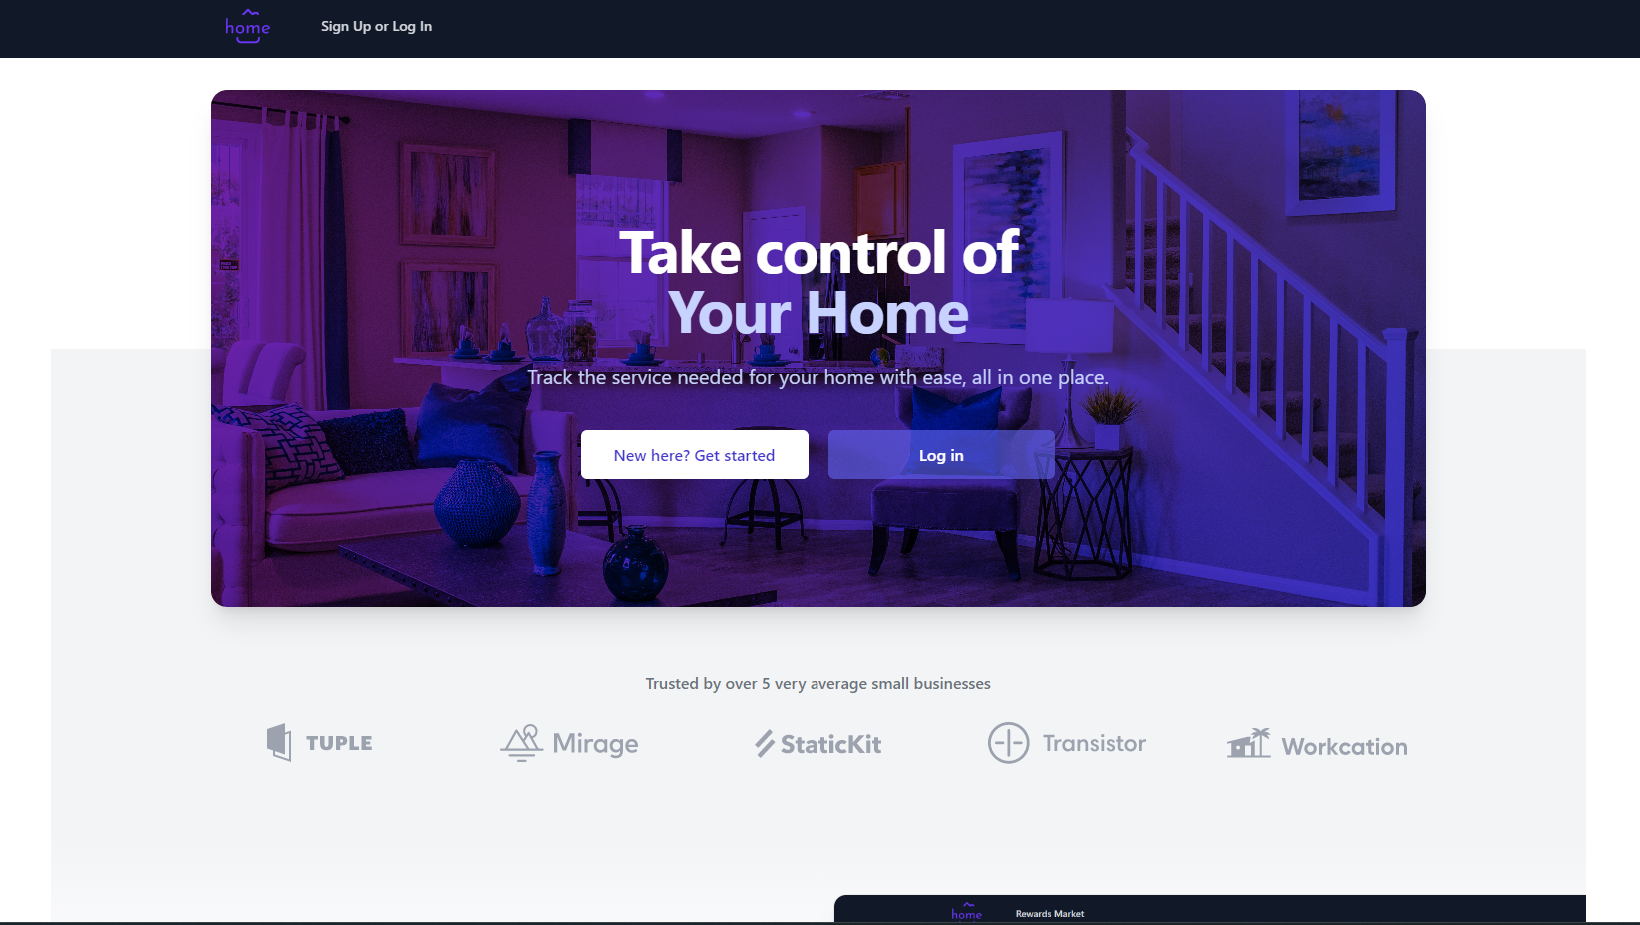 home
Sign Up or Log In
Take control of
Your Home
Track the service needed for your home with ease, all in one place.
New here? Get started
Log in
Trusted by over 5 very average small businesses
TUPLE
Mirage
StaticKit
Transistor
Workcation
home
Rewards Market